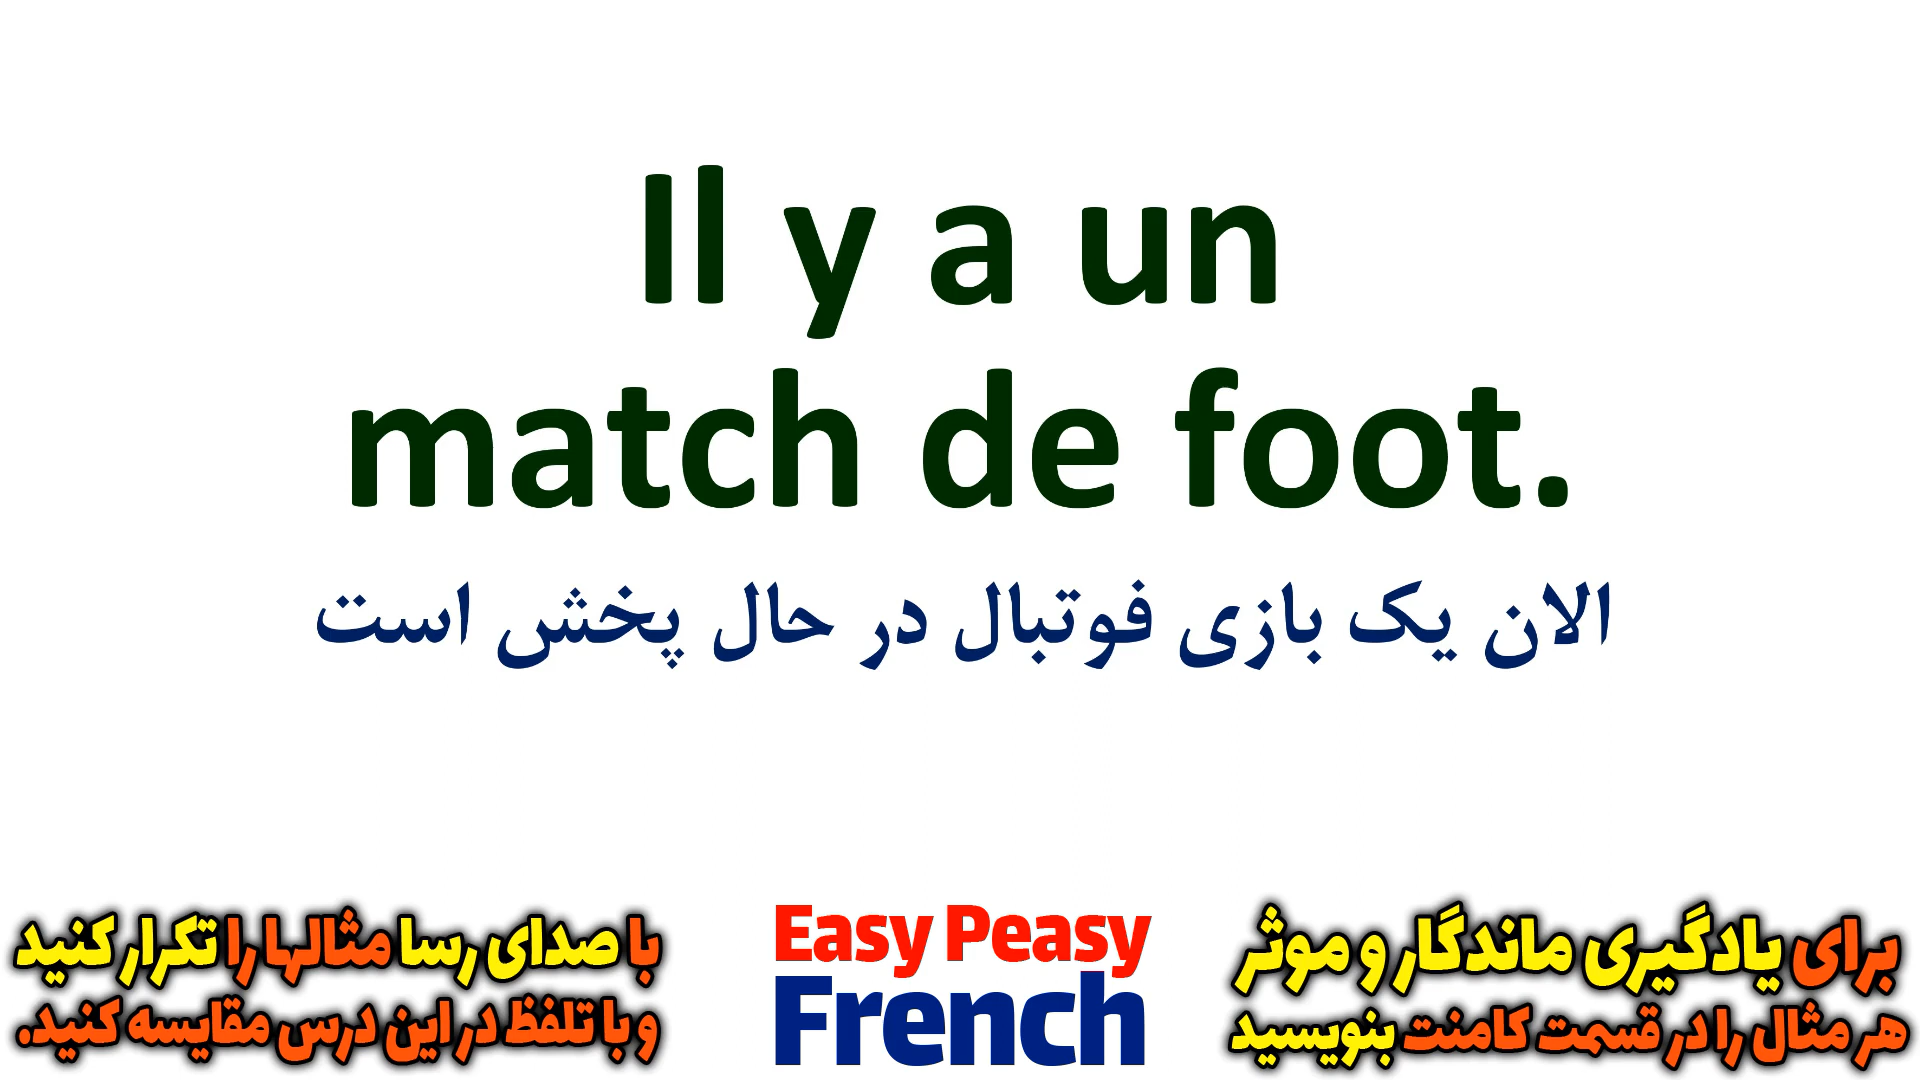 Il y a un
match de foot.
الان یک بازی فوتبال در حال پخش است
برای یادگیری ماندگار و موثر
هر مثال را در قسمت کامنت بنویسید
Easy Peasy
French
با صدای رسا مثالها را تکرار کنید
و با تلفظ در این درس مقایسه کنید.